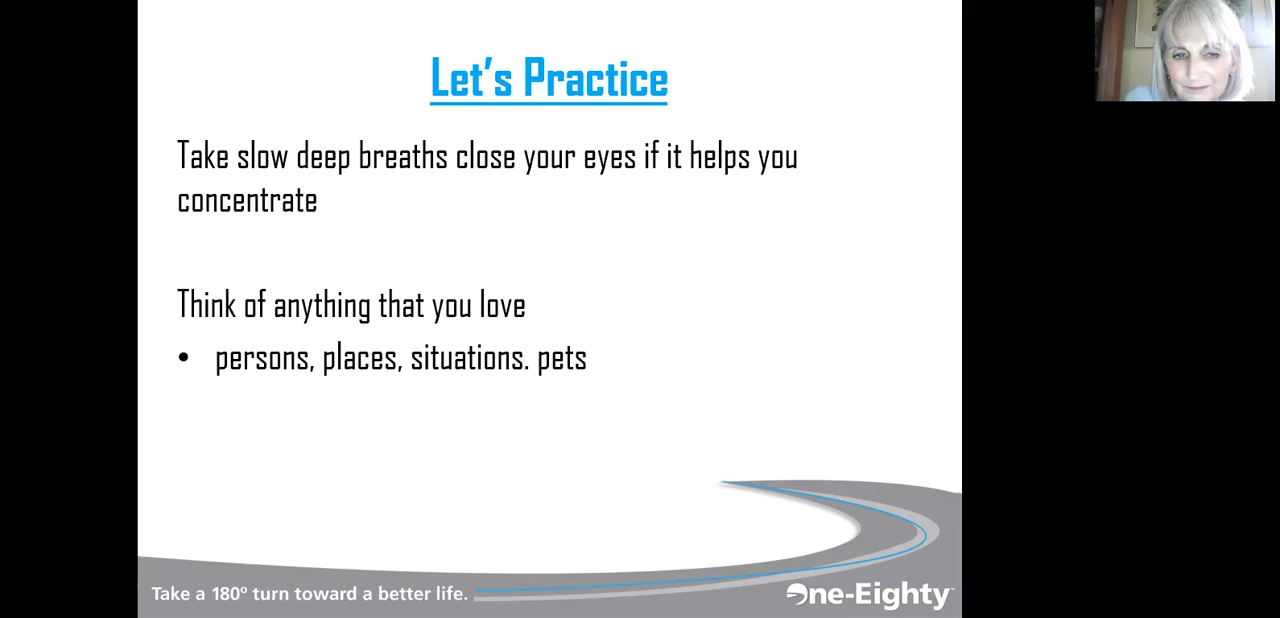 Let's Practice
Take slow deep breaths close your eyes if it helps you
concentrate
Think of anything that you love
• persons, places, situations. pets
Take a 180° turn toward a better life.
One-Eighty